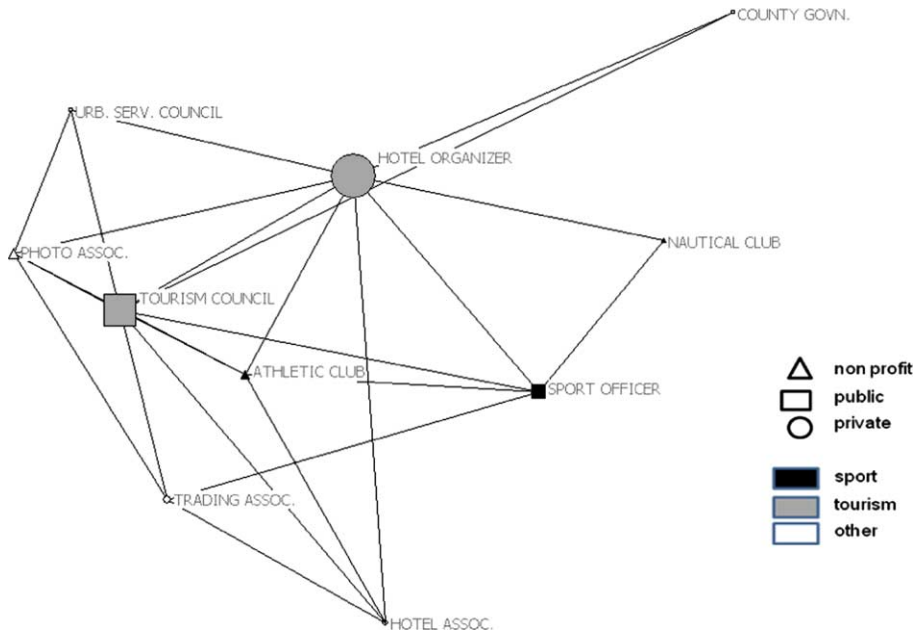 COUNTY GOVN.
URB. SERV. COUNCIL
HOTEL ORGANIZER
NAUTICAL CLUB
PHOTO ASSOC.
TOURISM COUNCIL
ATHLETIC CLUB
SPORT OFFICER
TRADING ASSOC.
HOTEL ASSOC.
non profit
public
private
sport
tourism
other